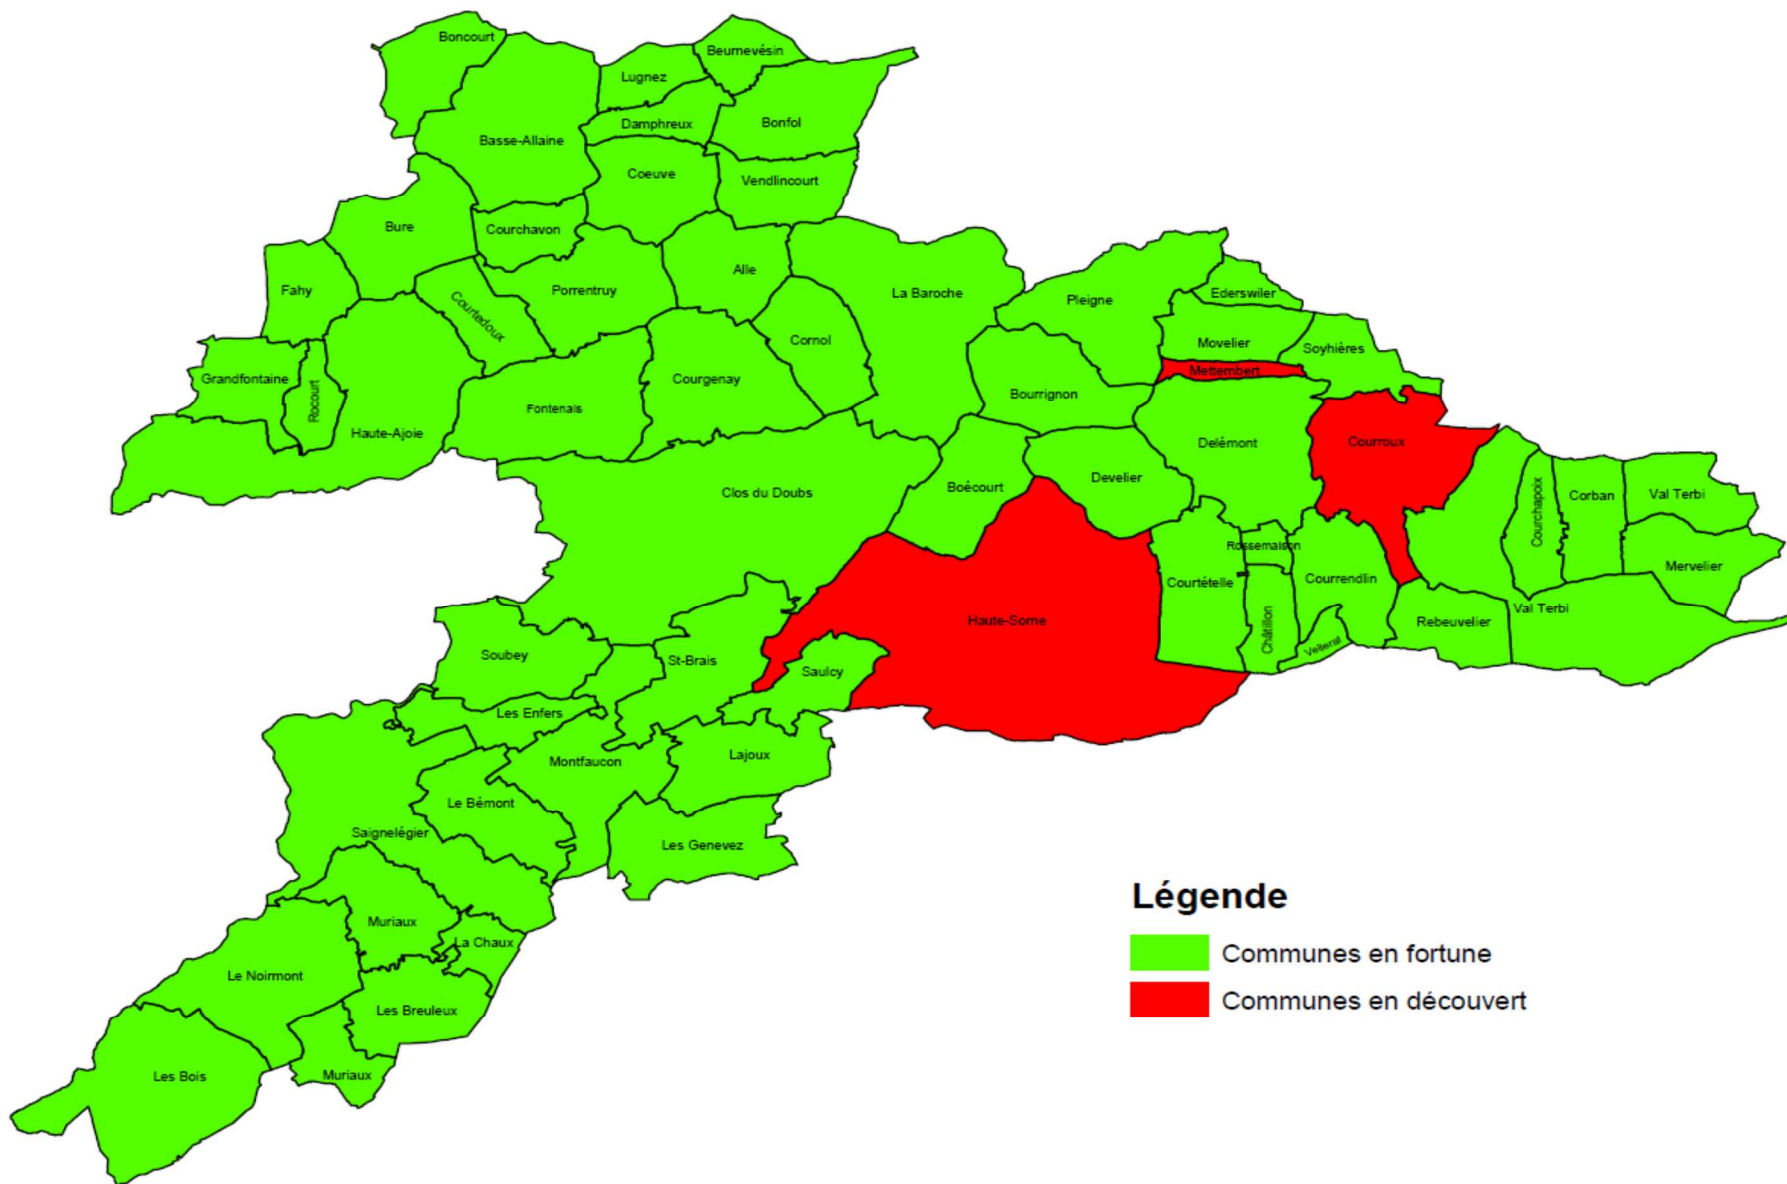 Boncourt
Beurnevésin
Lugnez
Damphreux
Bonfol
Basse-Allaine
Coeuve
Vendlincourt
Bure
Courchavon
Alle
Fahy
Porrentruy
La Baroche
Pleigne
Ederswiler
Courtedoux
Cornol
Movelier
Soyhières
Mettembert
Grandfontaine
Rocourt
Courgenay
Bourrignon
Fontenais
Haute-Ajoie
Delémont
Courroux
Clos du Doubs
Boécourt
Develier
Courchapoix
Corban
Val Terbi
Rossemaison
Courtételle
Courrendlin
Mervelier
Val Terbi
Haute-Sorne
Châtillon
Vellerat
Rebeuvelier
Soubey
St-Brais
Saulcy
Les Enfers
Montfaucon
Lajoux
Le Bémont
Saignelégier
Les Genevez
Muriaux
La Chaux
Le Noirmont
Les Breuleux
Les Bois
Muriaux
Légende
Communes en fortune
Communes en découvert